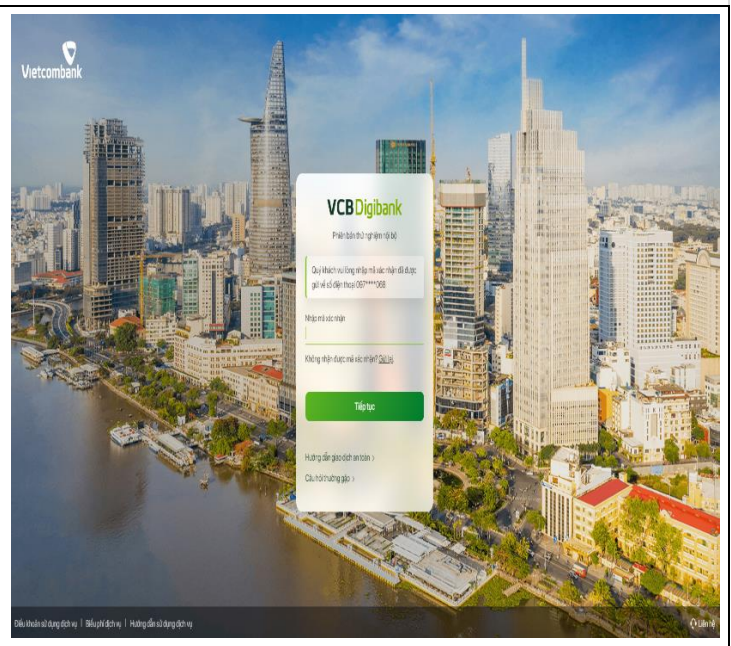 Vietcombank
VCB Digibank
Phiên bản thử nghiệm nội bộ
Quý khách vui lòng nhập mã xác nhận đã được
gửi về số điện thoại 097****068
Nhập mã xác nhận
Không nhận được mã xác nhận? Gửi lại.
Tiếp tục
Hướng dẫn giao dịch an toàn >
Câu hỏi thường gặp >
Điều khoản sử dụng dịch vụ | Biểu phí dịch vụ | Hướng dẫn sử dụng dịch vụ
Liên hệ